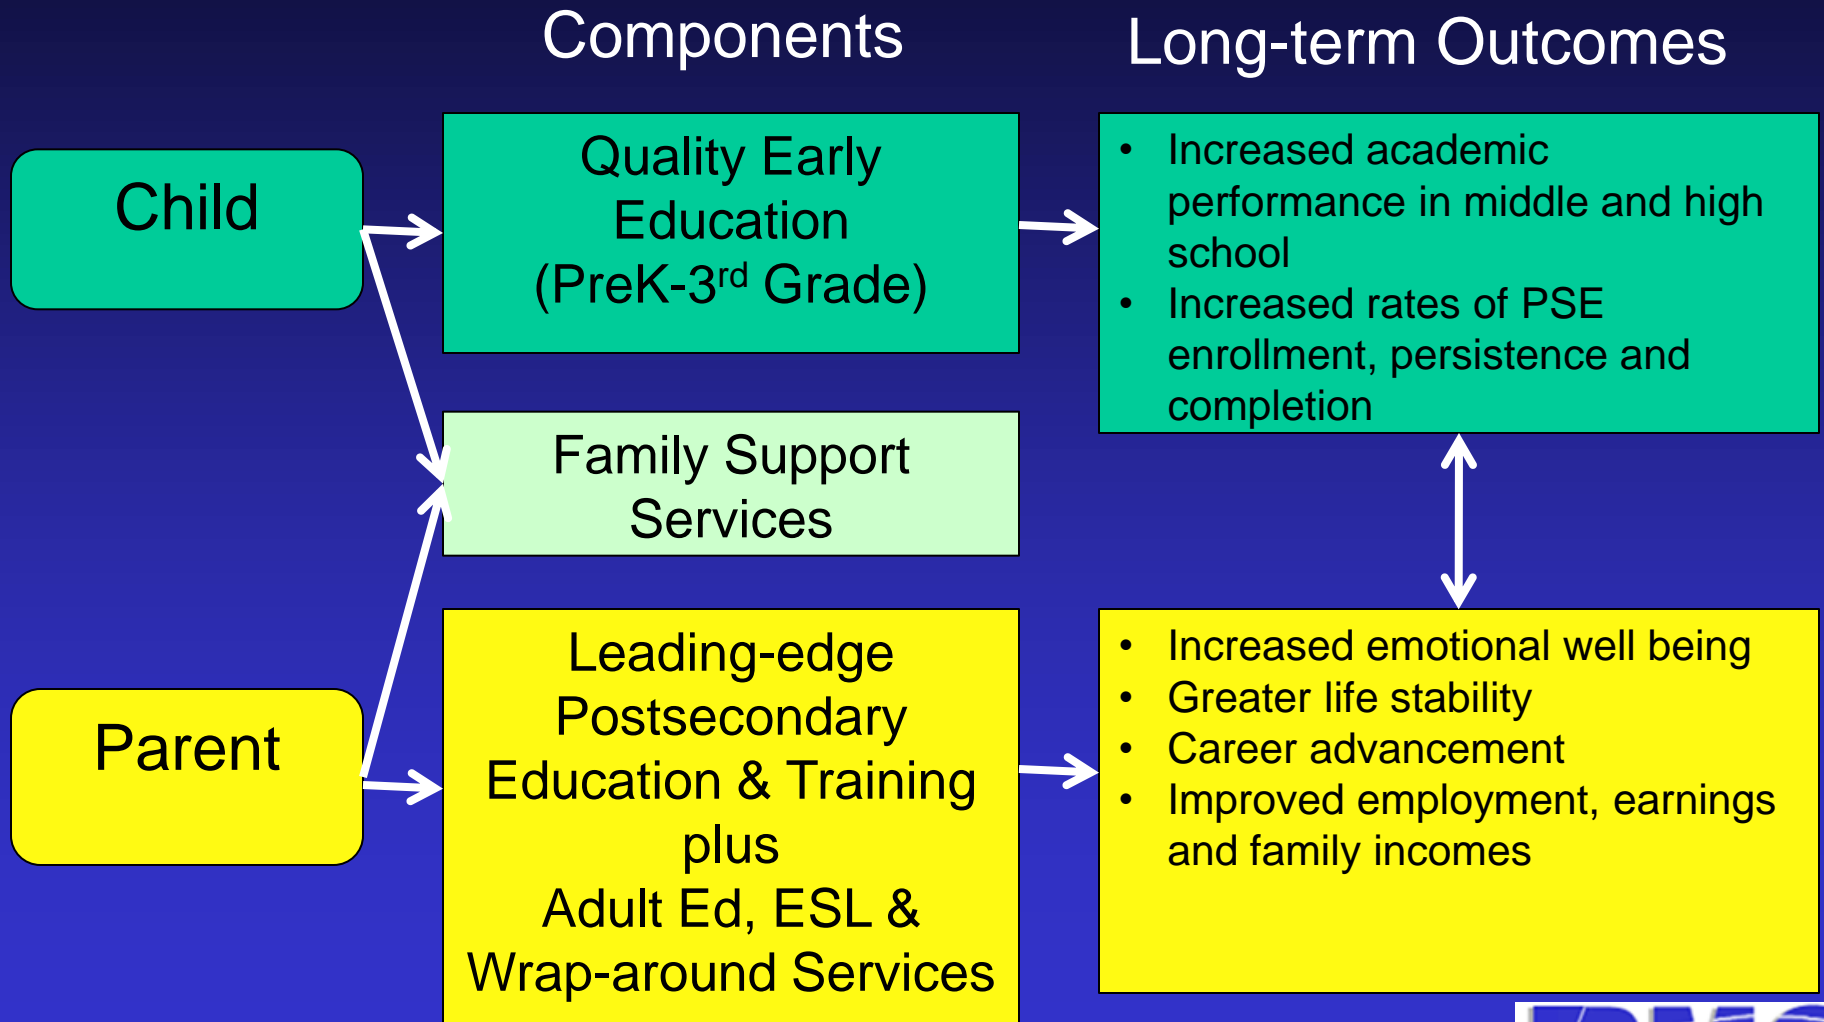 Components
Long-term Outcomes
Child
Quality Early
Education
(PreK-3rd Grade)
• Increased academic
performance in middle and high
school
• Increased rates of PSE
enrollment, persistence and
completion
Family Support
Services
Parent
Leading-edge
Postsecondary
Education & Training
plus
Adult Ed, ESL &
Wrap-around Services
• Increased emotional well being
• Greater life stability
• Career advancement
• Improved employment, earnings
and family incomes